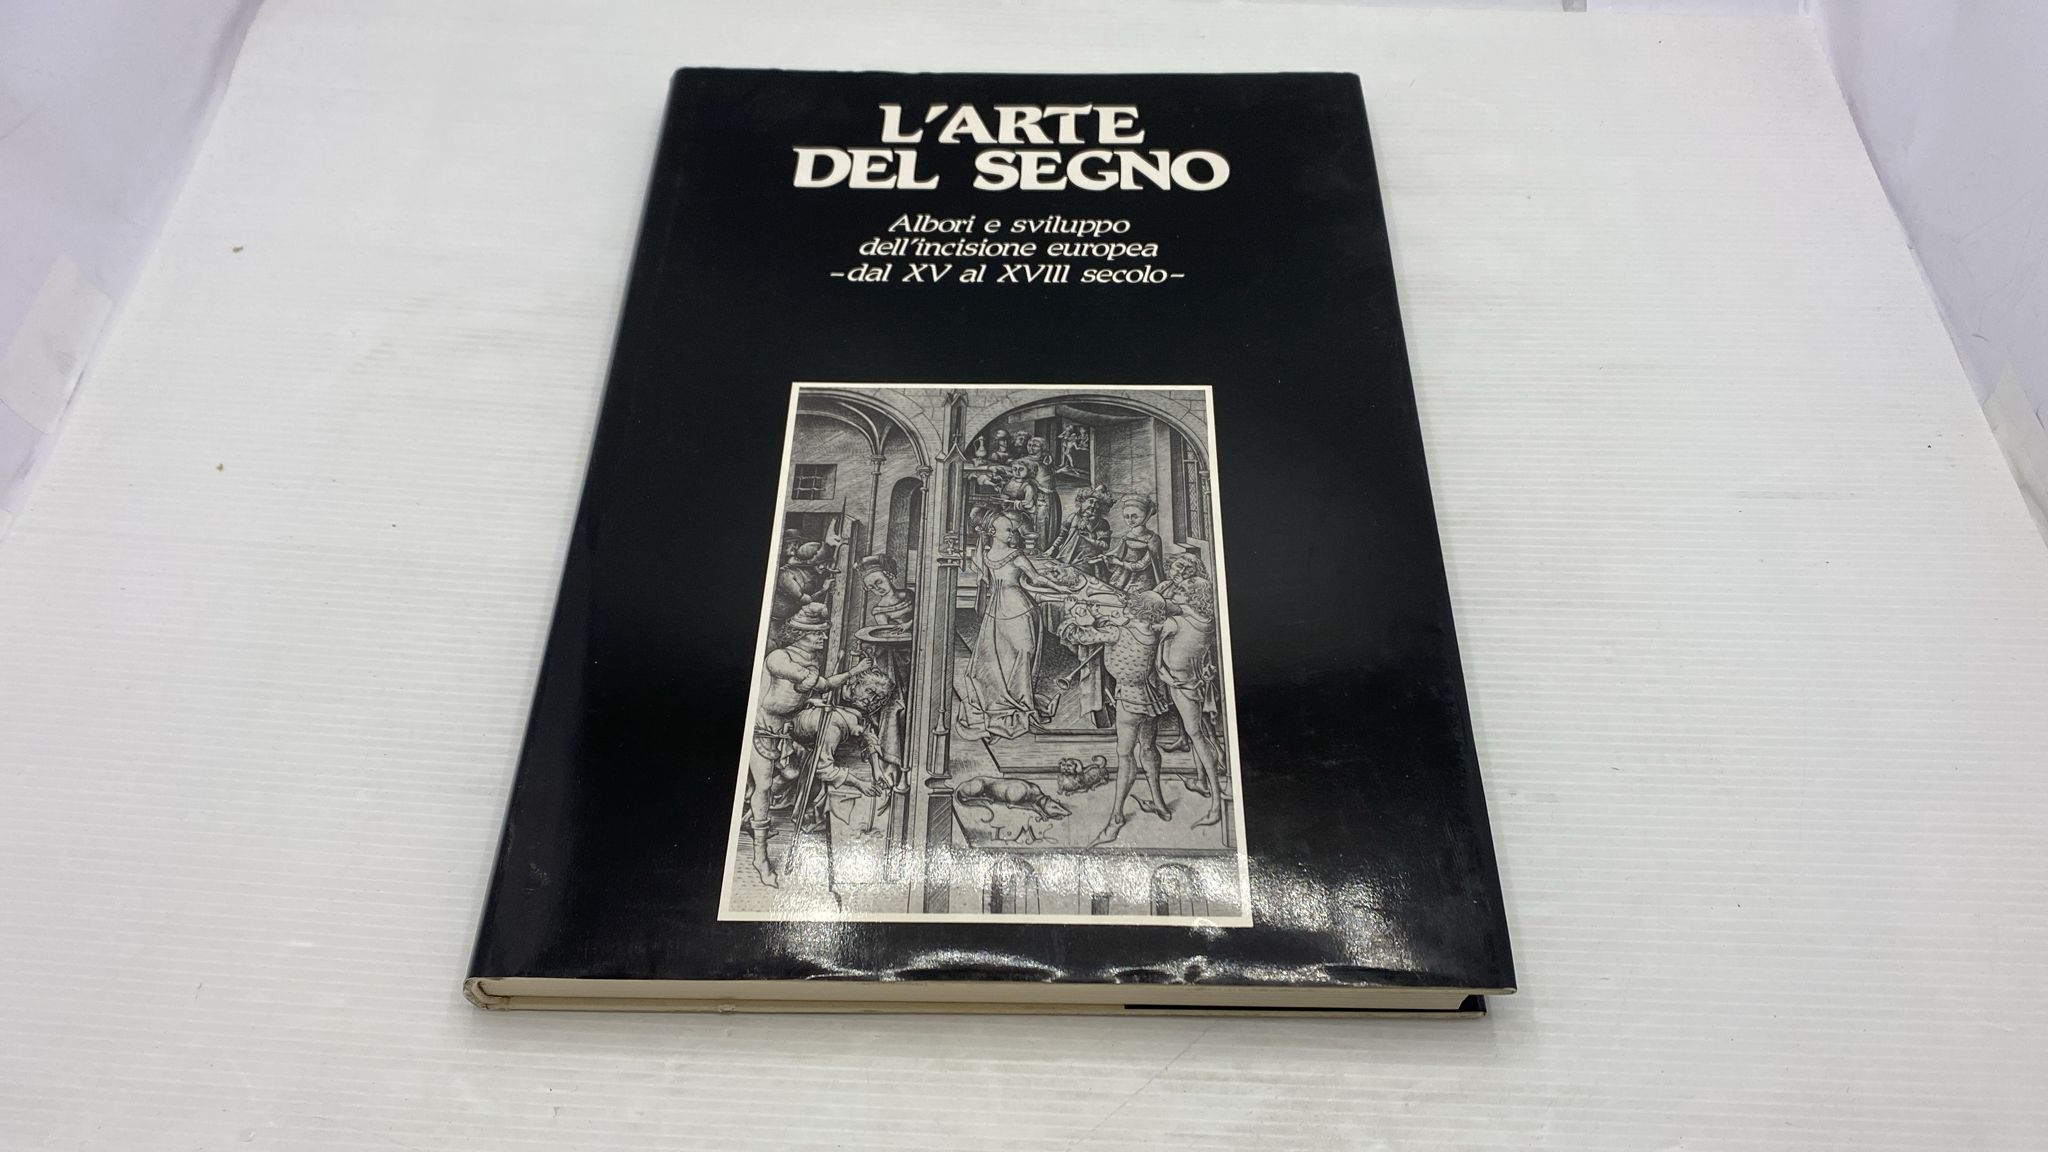 L'ARTE
DEL SEGNO
Albori e sviluppo
dell'incisione europea
-dal XV al XVIII secolo-
I.M.